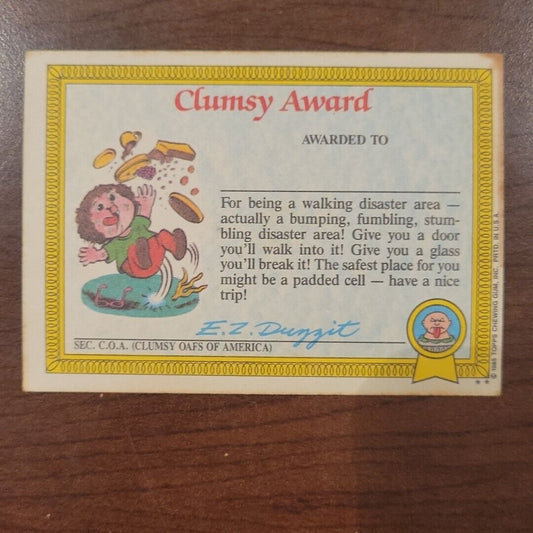 Clumsy Award
AWARDED TO
For being a walking disaster area —
actually a bumping, fumbling, stum-
bling disaster area! Give you a door
you'll walk into it! Give you a glass
you'll break it! The safest place for you
might be a padded cell — have a nice
trip!
E.Z. Duzzit
SEC. C.O.A. (CLUMSY OAFS OF AMERICA)
** © 1985 TOPPS CHEWING GUM, INC. PRTD. IN U.S.A.